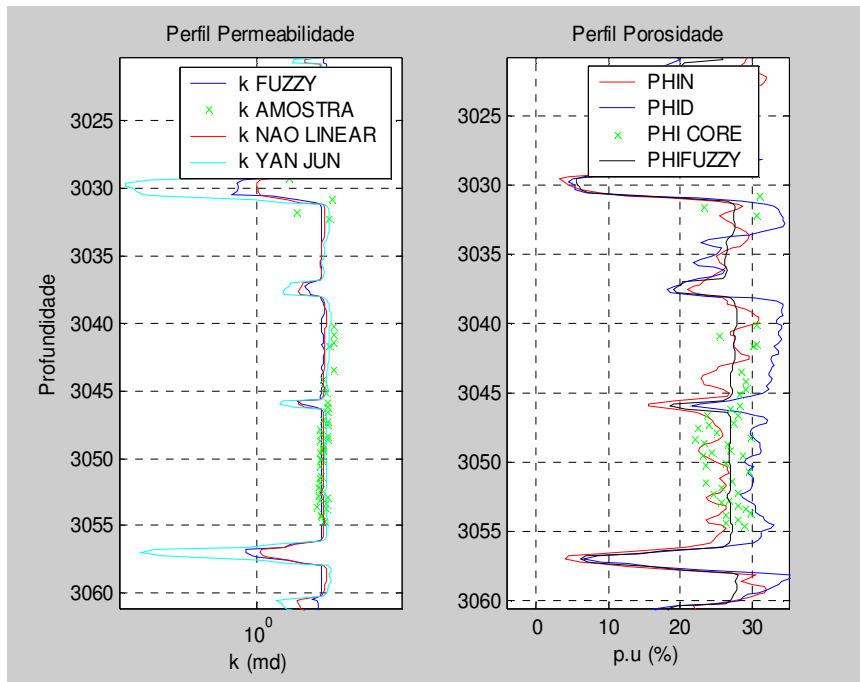 Perfil Permeabilidade
k FUZZY
k AMOSTRA
k NAO LINEAR
k YAN JUN
3025
3030
3035
3040
3045
3050
3055
3060
Profundidade
10^0
k (md)
Perfil Porosidade
PHIN
PHID
PHI CORE
PHIFUZZY
3025
3030
3035
3040
3045
3050
3055
3060
0
10
20
30
p.u (%)